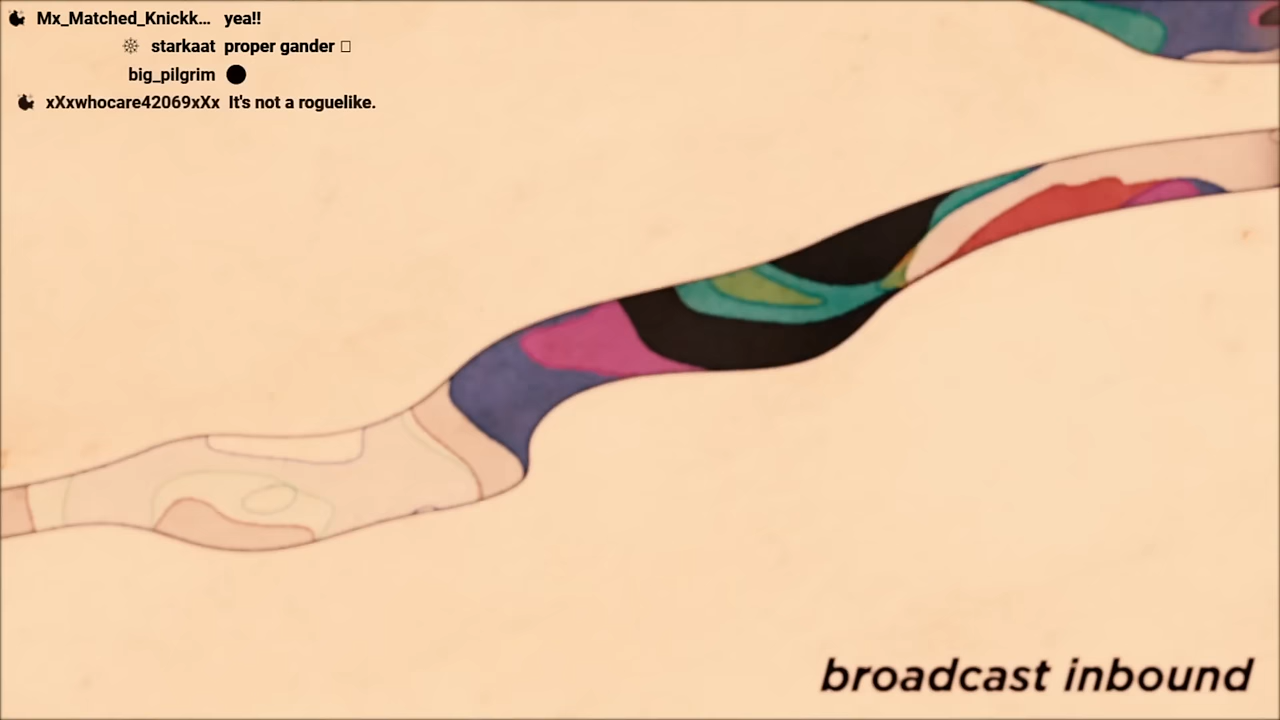 Mx_Matched_Knickk... yea!!
starkaat proper gander
big_pilgrim
xXxwhocare42069xXx It's not a roguelike.
broadcast inbound